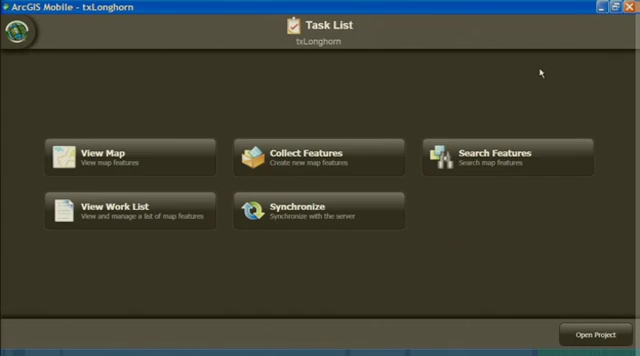 ArcGIS Mobile - txLonghorn
Task List
txLonghorn
View Map
View map features
Collect Features
Create new map features
Search Features
Search map features
View Work List
View and manage a list of map features
Synchronize
Synchronize with the server
Open Project